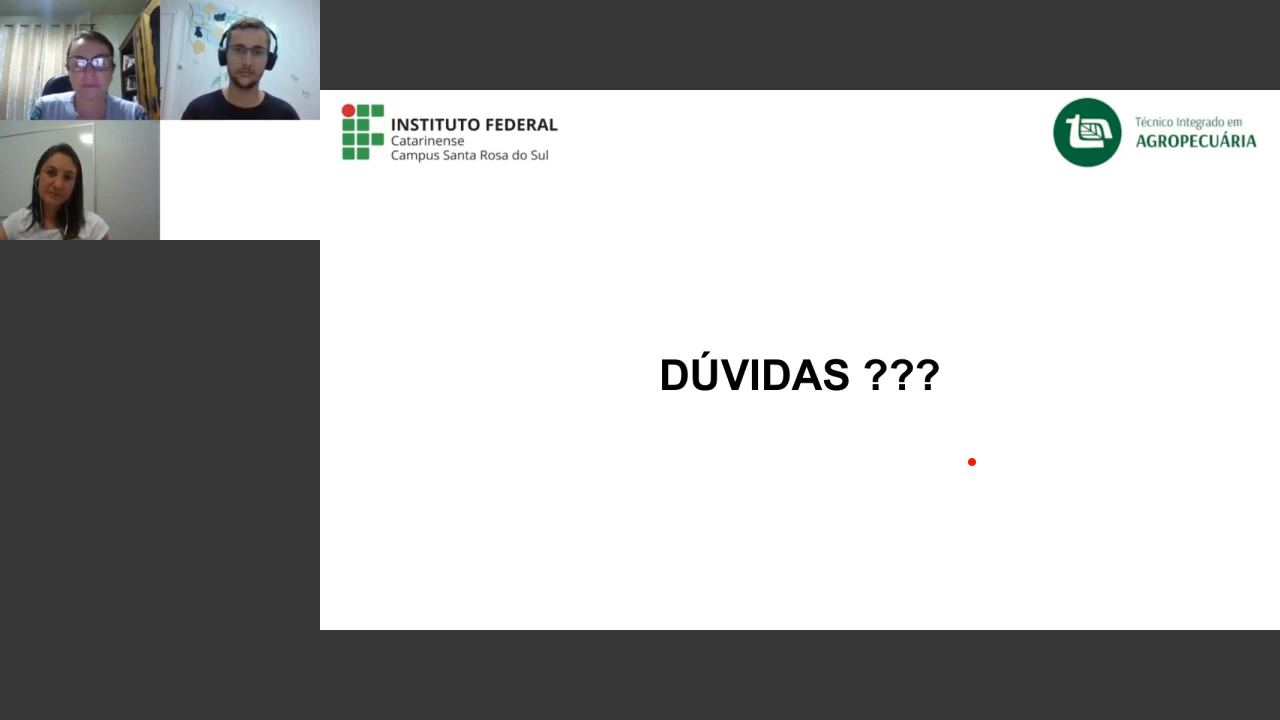 INSTITUTO FEDERAL
Catarinense
Campus Santa Rosa do Sul
Técnico Integrado em
AGROPECUÁRIA
DÚVIDAS ???